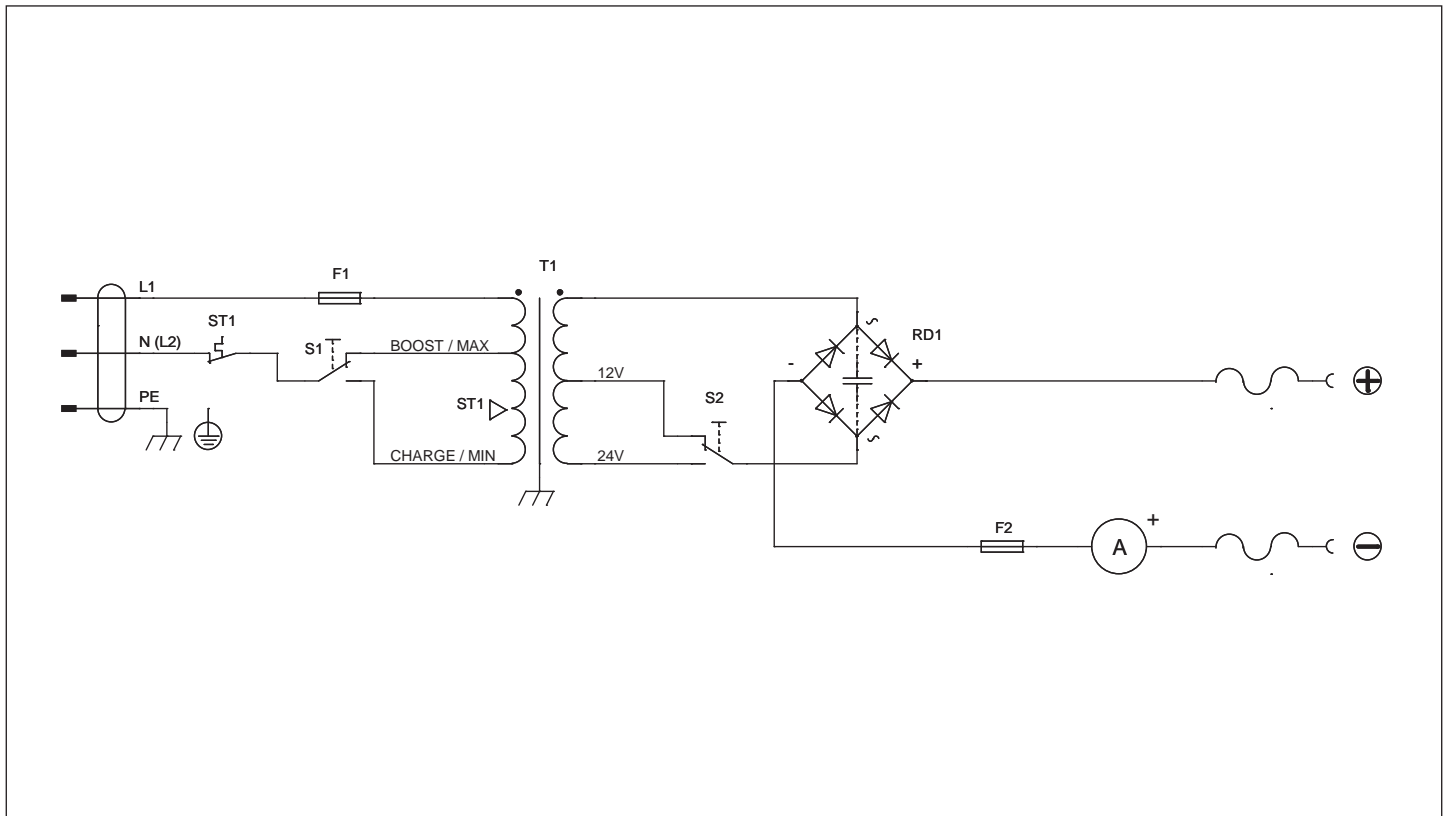 T1
F1
L1
ST1
N (L2)
S1
BOOST / MAX
RD1
-
+
12V
PE
ST1
S2
CHARGE / MIN
24V
F2
+
A